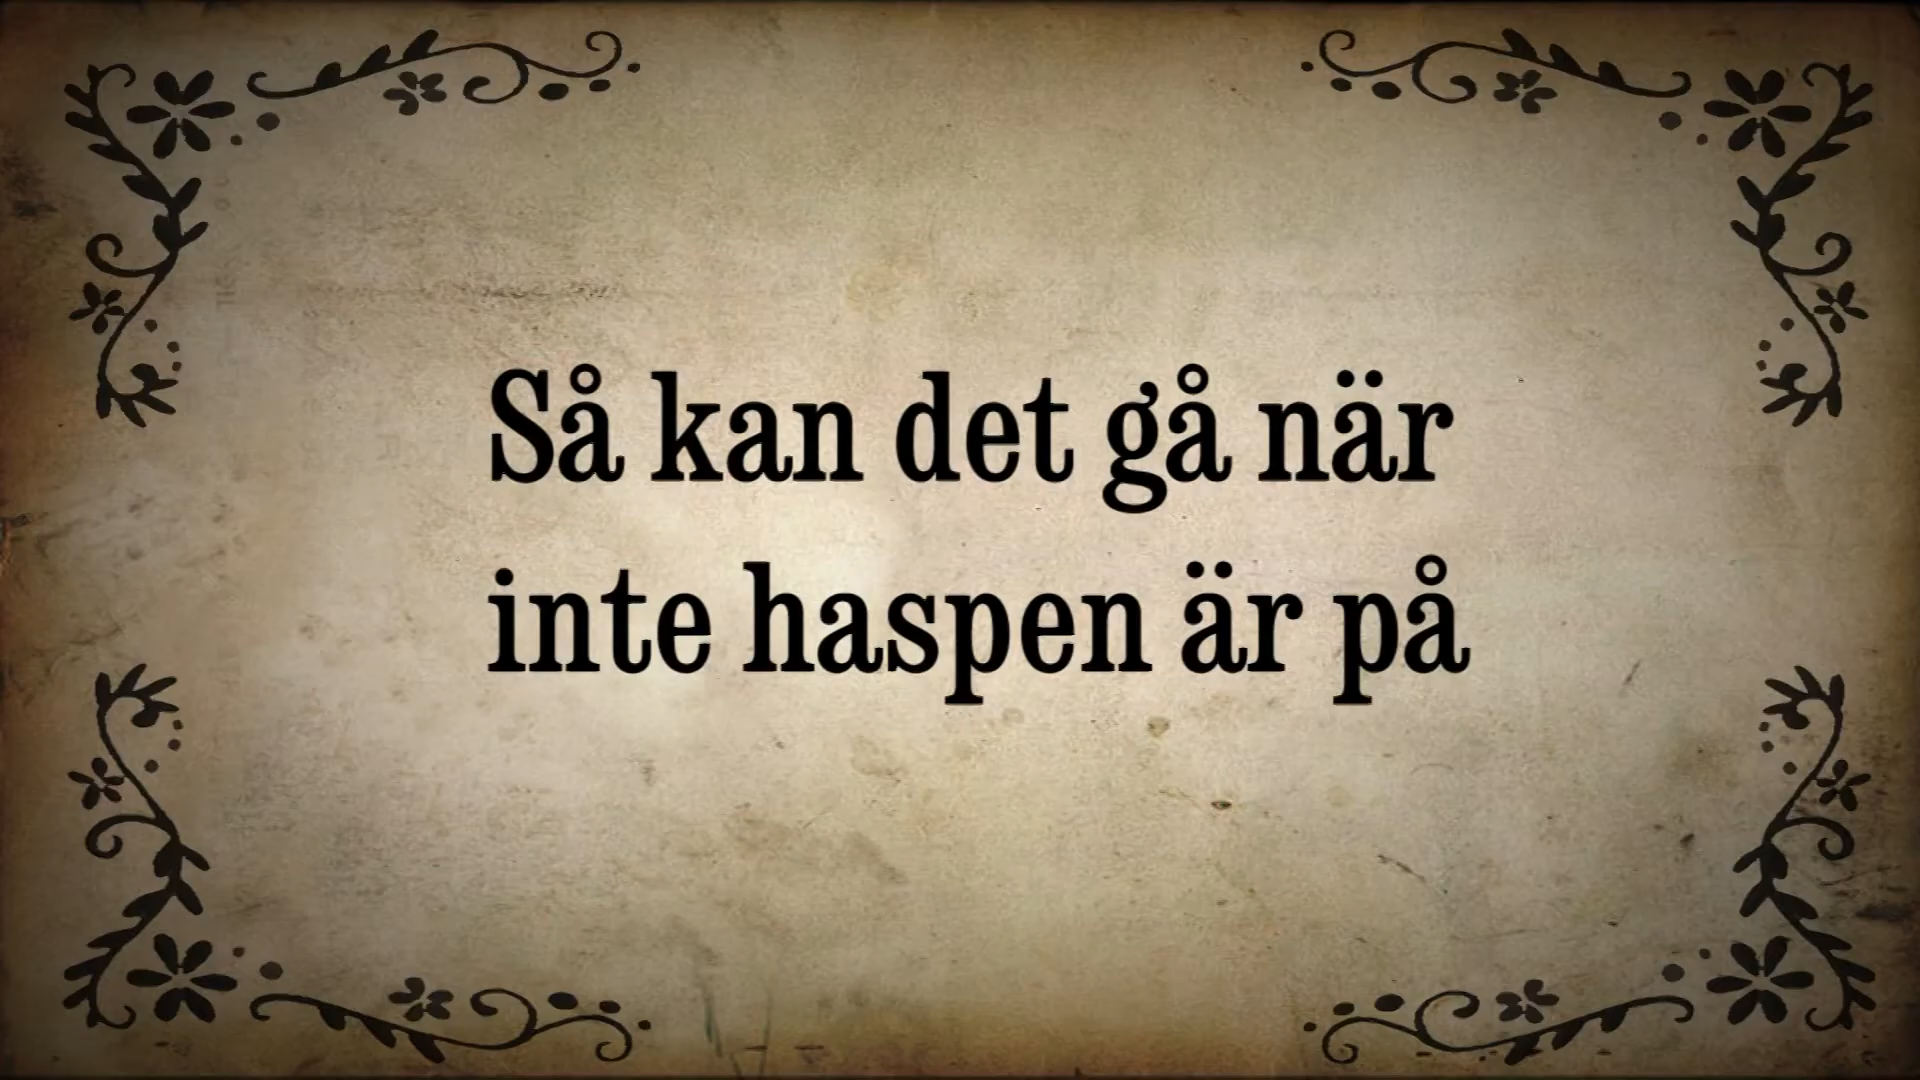 Så kan det gå när
inte haspen är på